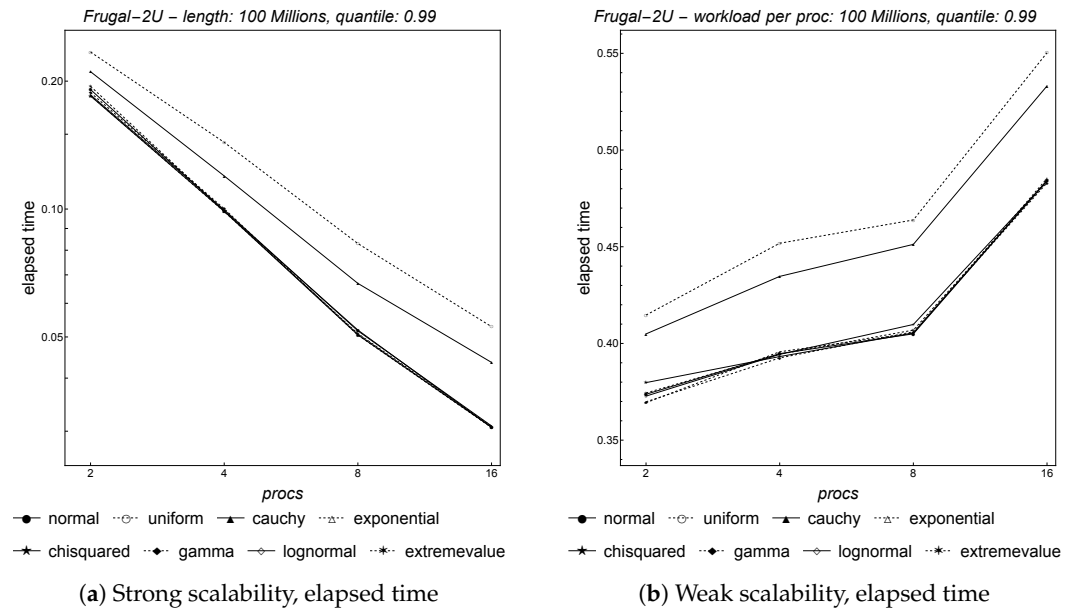 Frugal−2U − length: 100 Millions, quantile: 0.99
0.20
0.10
0.05
elapsed time
2 4 8 16
procs
normal uniform cauchy exponential
chisquared gamma lognormal extremevalue
(a) Strong scalability, elapsed time
Frugal−2U − workload per proc: 100 Millions, quantile: 0.99
0.55
0.50
0.45
0.40
0.35
elapsed time
2 4 8 16
procs
normal uniform cauchy exponential
chisquared gamma lognormal extremevalue
(b) Weak scalability, elapsed time